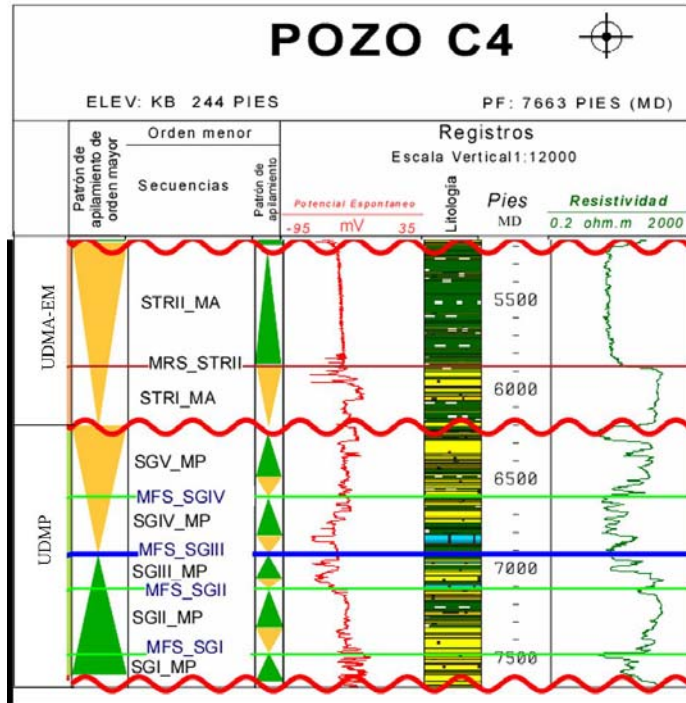 POZO C4
ELEV: KB 244 PIES
PF: 7663 PIES (MD)
Patrón de apilamiento de orden mayor
Orden menor
Secuencias
Patrón de apilamiento
Registros
Escala Vertical1:12000
Potencial Espontaneo
-95 mV 35
Litología
Pies
MD
Resistividad
0.2 ohm.m 2000
UDMA-EM
STRII_MA
5500
MRS_STRII
STRI_MA
6000
UDMP
SGV_MP
6500
MFS_SGIV
SGIV_MP
MFS_SGIII
SGIII_MP
7000
MFS_SGII
SGII_MP
MFS_SGI
7500
SGI_MP